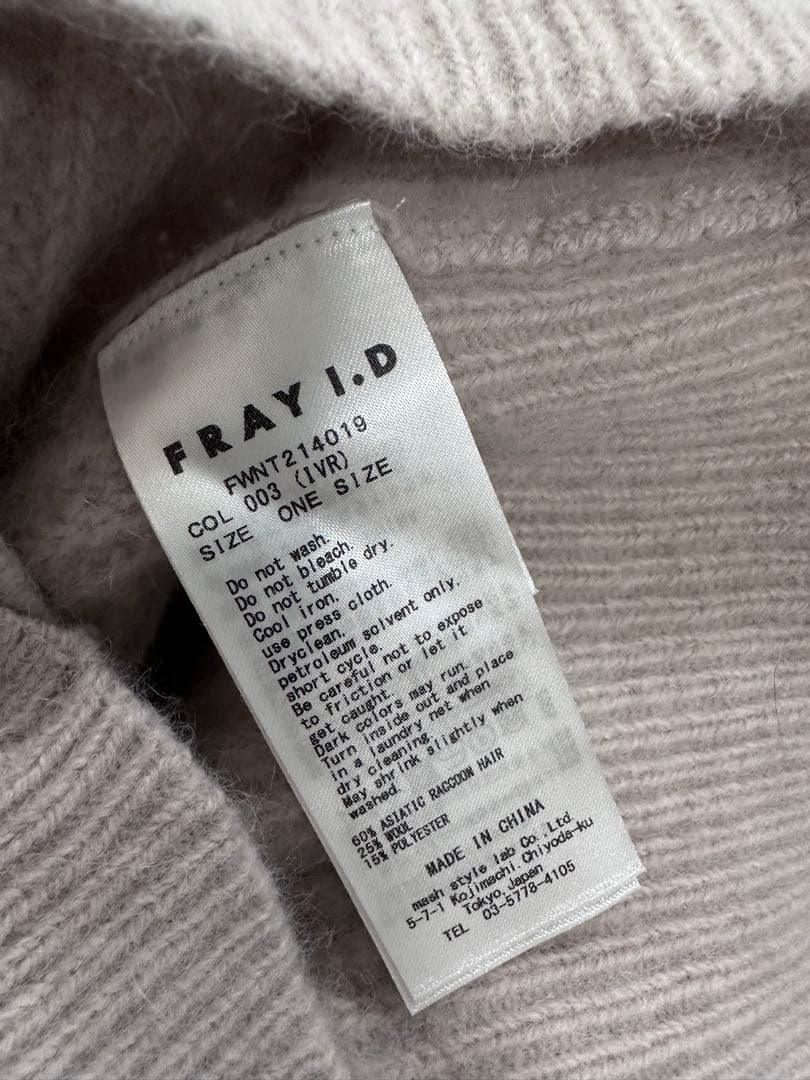 FRAY I.D
FWNT214019
COL 003 (IVR)
SIZE ONE SIZE
Do not wash.
Do not bleach.
Do not tumble dry.
Cool iron.
use press cloth.
Dryclean.
petroleum solvent only.
short cycle.
Be careful not to expose
to friction or let it
get caught.
Dark colors may run.
Turn inside out and place
in a laundry net when
dry cleaning.
May shrink slightly when
washed.
60% ASIATIC RACCOON HAIR
25% WOOL
15% POLYESTER
MADE IN CHINA
mash style lab Co.,Ltd.
5-7-1 Kojimachi.Chiyoda-ku
Tokyo,Japan
TEL 03-5778-4105